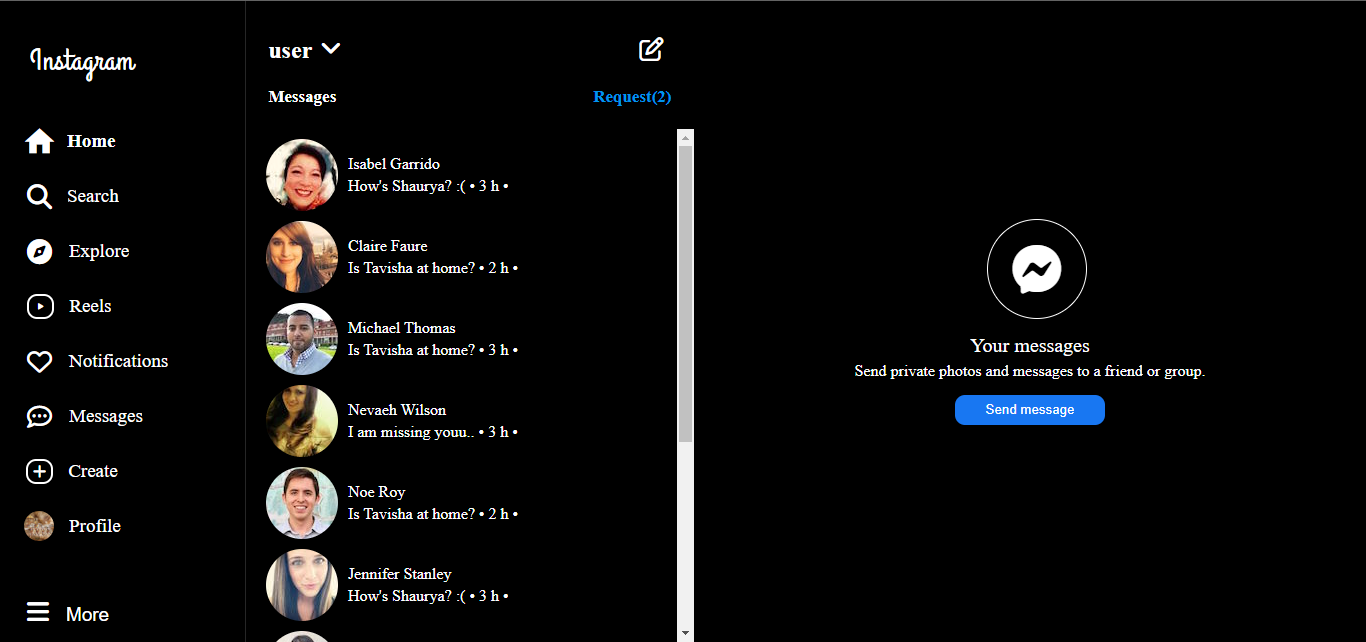 Instagram
Home
Search
Explore
Reels
Notifications
Messages
Create
Profile
More
user
Messages
Request(2)
Isabel Garrido
How's Shaurya? :( • 3 h •
Claire Faure
Is Tavisha at home? • 2 h •
Michael Thomas
Is Tavisha at home? • 3 h •
Nevaeh Wilson
I am missing youu.. • 3 h •
Noe Roy
Is Tavisha at home? • 2 h •
Jennifer Stanley
How's Shaurya? :( • 3 h •
Your messages
Send private photos and messages to a friend or group.
Send message